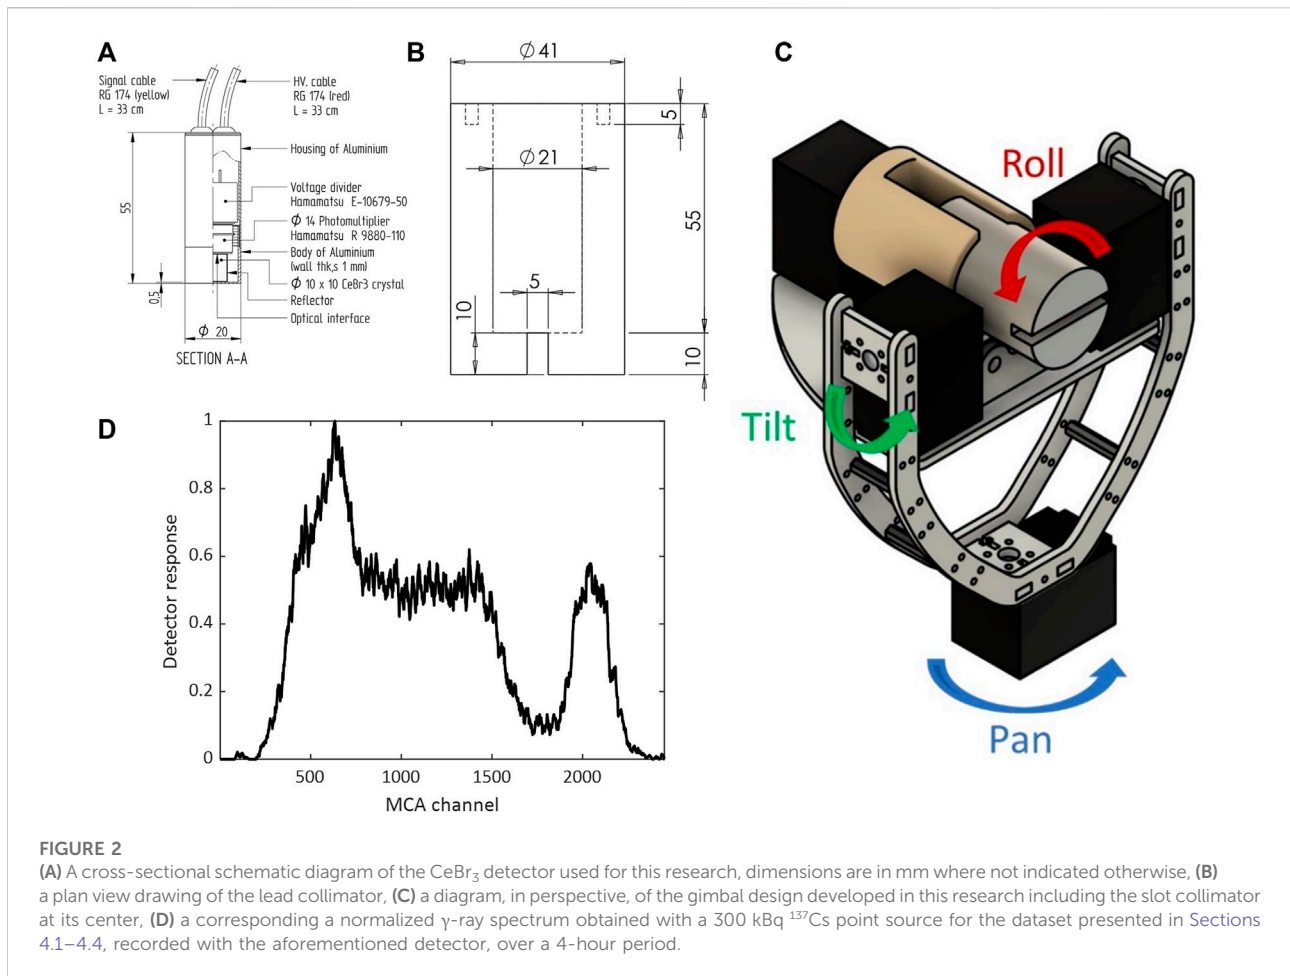 A
Signal cable
RG 174 (yellow)
L = 33 cm
HV. cable
RG 174 (red)
L = 33 cm
Housing of Aluminium
Voltage divider
Hamamatsu E-10679-50
Φ 14 Photomultiplier
Hamamatsu R 9880-110
Body of Aluminium
(wall thk,s 1 mm)
Φ 10 x 10 CeBr3 crystal
Reflector
Optical interface
55
0.5
Φ 20
SECTION A-A
B
Φ 41
5
Φ 21
55
5
10
10
C
Roll
Tilt
Pan
D
1
0.8
0.6
0.4
0.2
0
Detector response
500
1000
1500
2000
MCA channel
FIGURE 2
(A) A cross-sectional schematic diagram of the CeBr₃ detector used for this research, dimensions are in mm where not indicated otherwise, (B)
a plan view drawing of the lead collimator, (C) a diagram, in perspective, of the gimbal design developed in this research including the slot collimator
at its center, (D) a corresponding a normalized γ-ray spectrum obtained with a 300 kBq ¹³⁷Cs point source for the dataset presented in Sections
4.1–4.4, recorded with the aforementioned detector, over a 4-hour period.